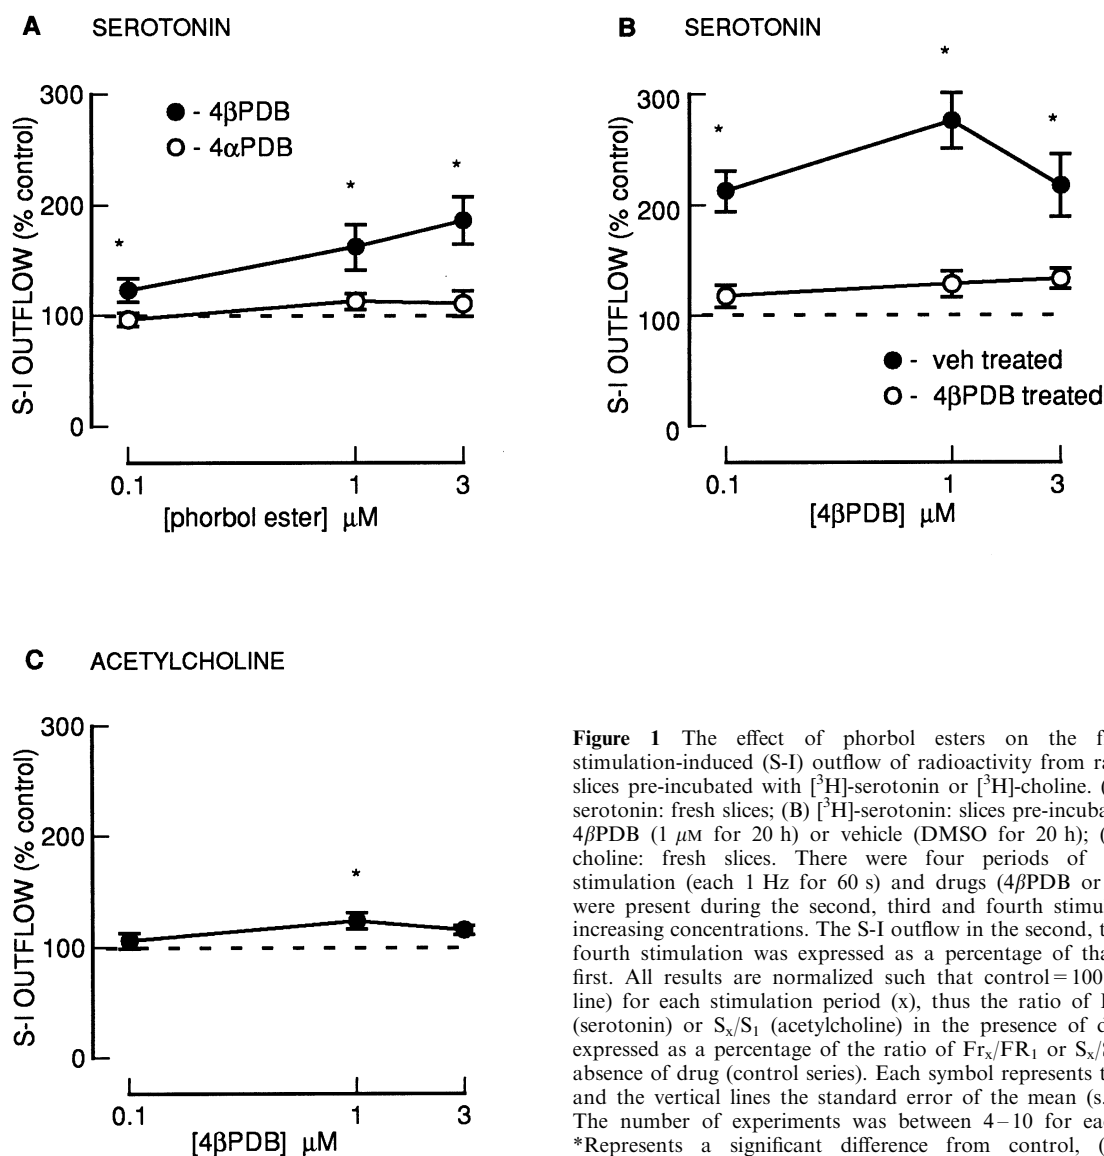 A SEROTONIN
300
200
100
0
S-I OUTFLOW (% control)
● - 4βPDB
○ - 4αPDB
*
*
*
0.1 1 3
[phorbol ester] μM
B SEROTONIN
300
200
100
0
S-I OUTFLOW (% control)
*
*
*
● - veh treated
○ - 4βPDB treated
0.1 1 3
[4βPDB] μM
C ACETYLCHOLINE
300
200
100
0
S-I OUTFLOW (% control)
*
0.1 1 3
[4βPDB] μM
Figure 1 The effect of phorbol esters on the
stimulation-induced (S-I) outflow of radioactivity from
slices pre-incubated with [³H]-serotonin or [³H]-choline.
serotonin: fresh slices; (B) [³H]-serotonin: slices
4βPDB (1 μM for 20 h) or vehicle (DMSO for 20 h);
choline: fresh slices. There were four periods of
stimulation (each 1 Hz for 60 s) and drugs (4βPDB or
were present during the second, third and fourth
increasing concentrations. The S-I outflow in the second,
fourth stimulation was expressed as a percentage of
first. All results are normalized such that control = 100
line) for each stimulation period (x), thus the ratio of
(serotonin) or Sₓ/S₁ (acetylcholine) in the presence of
expressed as a percentage of the ratio of Frₓ/FR₁ or
absence of drug (control series). Each symbol represents
and the vertical lines the standard error of the mean
The number of experiments was between 4–10 for
*Represents a significant difference from control,